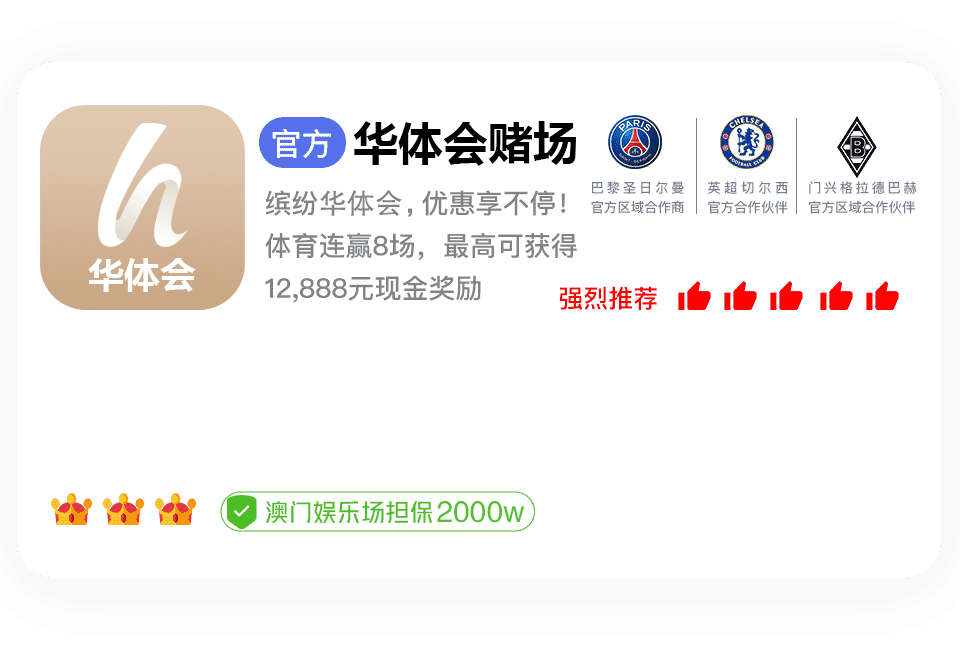 官方 华体会赌场
缤纷华体会，优惠享不停！
体育连赢8场，最高可获得
12,888元现金奖励
h
华体会
PARIS
SAINT-GERMAIN
巴黎圣日尔曼
官方区域合作商
CHELSEA
FOOTBALL CLUB
英超切尔西
官方合作伙伴
B
门兴格拉德巴赫
官方区域合作伙伴
强烈推荐
澳门娱乐场担保2000w